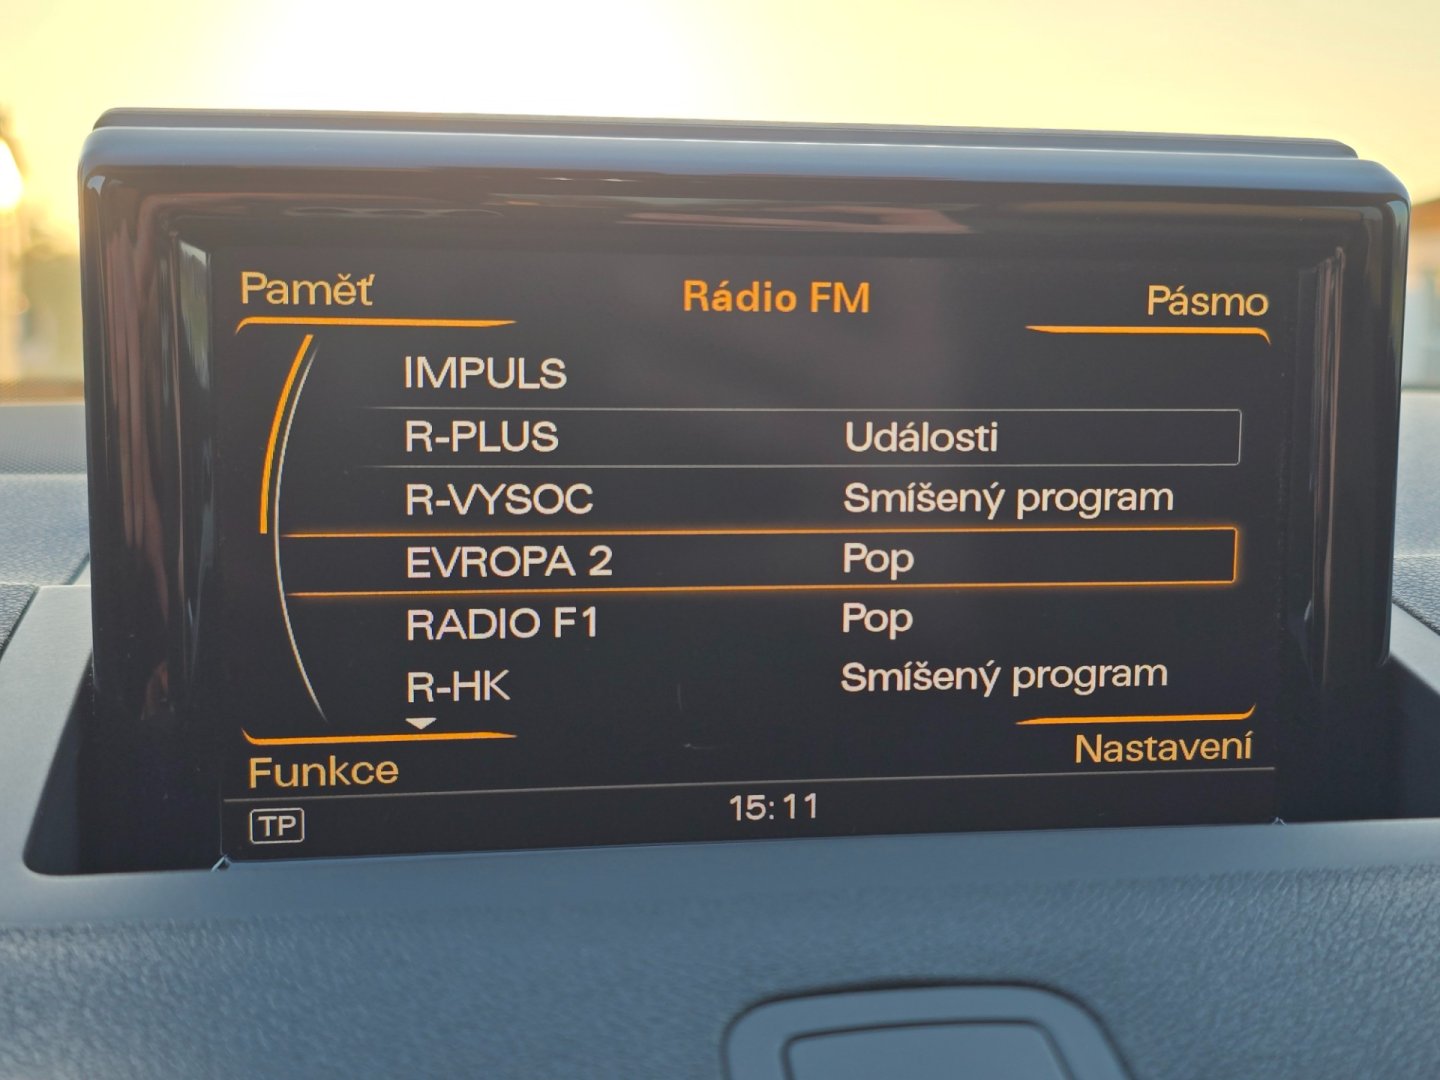 Paměť Rádio FM Pásmo
IMPULS
R-PLUS Události
R-VYSOC Smíšený program
EVROPA 2 Pop
RADIO F1 Pop
R-HK Smíšený program
Funkce Nastavení
TP 15:11